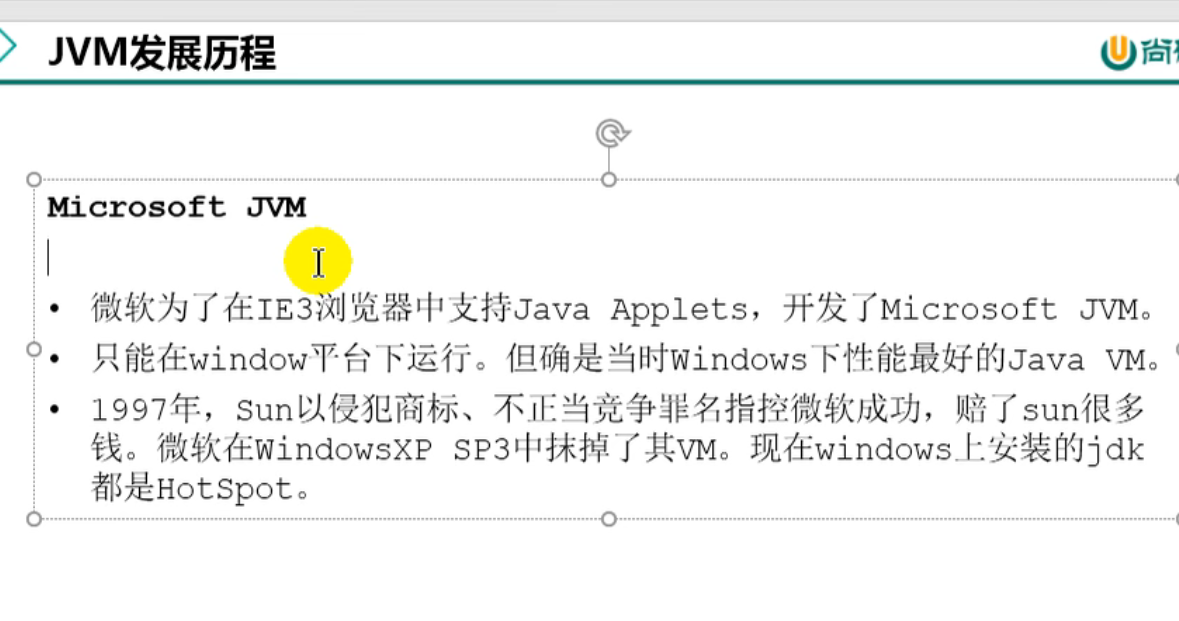 JVM发展历程
尚
Microsoft JVM
• 微软为了在IE3浏览器中支持Java Applets，开发了Microsoft JVM。
• 只能在window平台下运行。但确是当时Windows下性能最好的Java VM。
• 1997年，Sun以侵犯商标、不正当竞争罪名指控微软成功，赔了sun很多
钱。微软在WindowsXP SP3中抹掉了其VM。现在windows上安装的jdk
都是HotSpot。